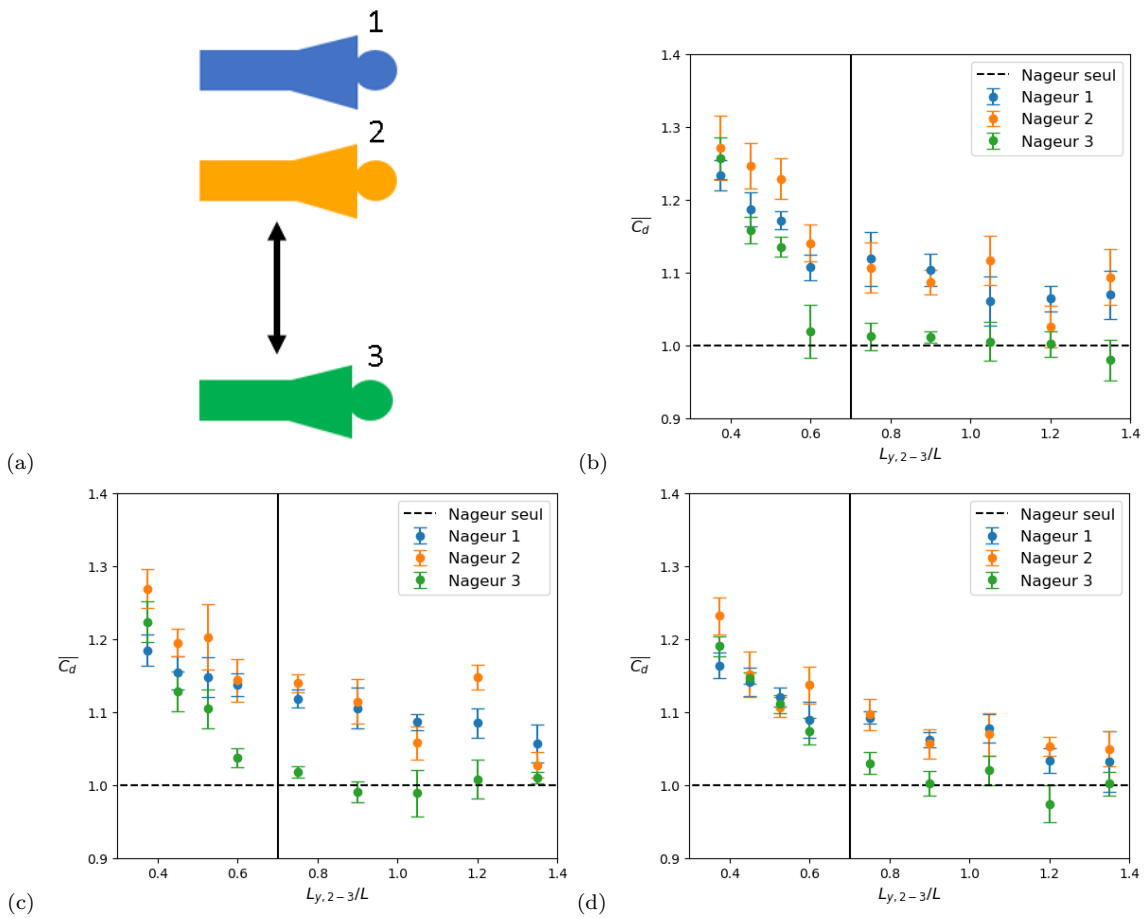 1
2
3
(a)
1.4
1.3
1.2
1.1
1.0
0.9
$\overline{C_d}$
Nageur seul
Nageur 1
Nageur 2
Nageur 3
0.4 0.6 0.8 1.0 1.2 1.4
$L_{y,2-3}/L$
(b)
1.4
1.3
1.2
1.1
1.0
0.9
$\overline{C_d}$
Nageur seul
Nageur 1
Nageur 2
Nageur 3
0.4 0.6 0.8 1.0 1.2 1.4
$L_{y,2-3}/L$
(c)
1.4
1.3
1.2
1.1
1.0
0.9
$\overline{C_d}$
Nageur seul
Nageur 1
Nageur 2
Nageur 3
0.4 0.6 0.8 1.0 1.2 1.4
$L_{y,2-3}/L$
(d)